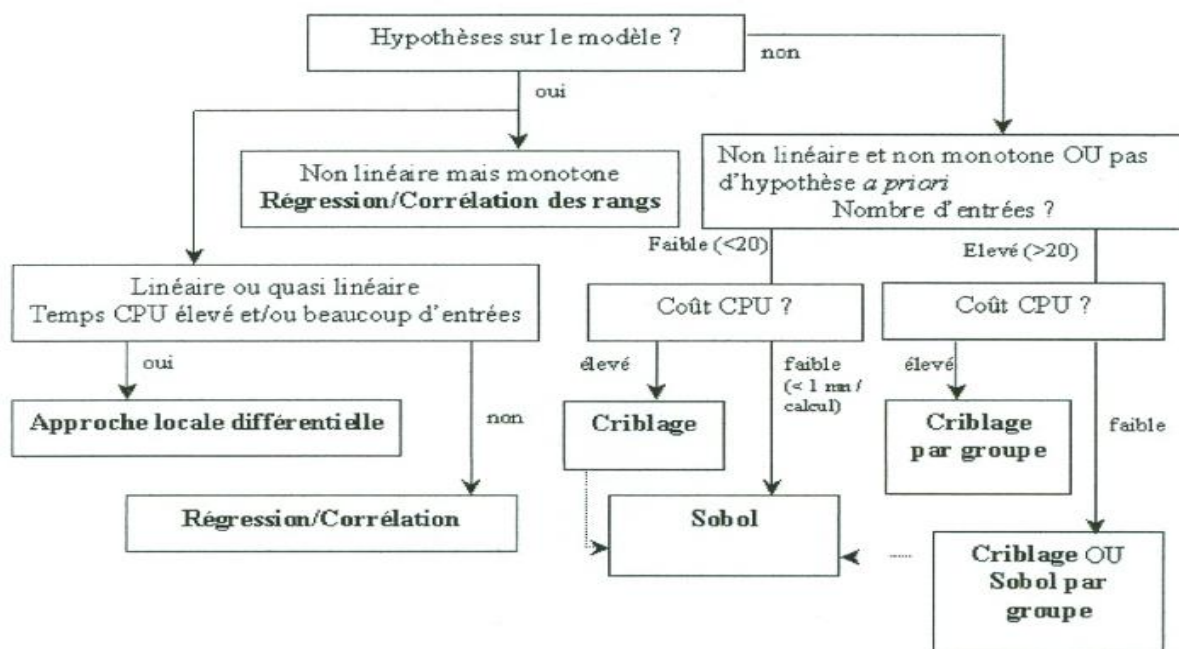 Hypothèses sur le modèle ?
non
oui
Non linéaire mais monotone
Régression/Corrélation des rangs
Non linéaire et non monotone OU pas
d'hypothèse a priori
Nombre d'entrées ?
Faible (<20)
Elevé (>20)
Linéaire ou quasi linéaire
Temps CPU élevé et/ou beaucoup d'entrées
Coût CPU ?
Coût CPU ?
oui
non
élevé
faible
(< 1 mn /
calcul)
élevé
faible
Approche locale différentielle
Criblage
Criblage
par groupe
Régression/Corrélation
Sobol
Criblage OU
Sobol par
groupe